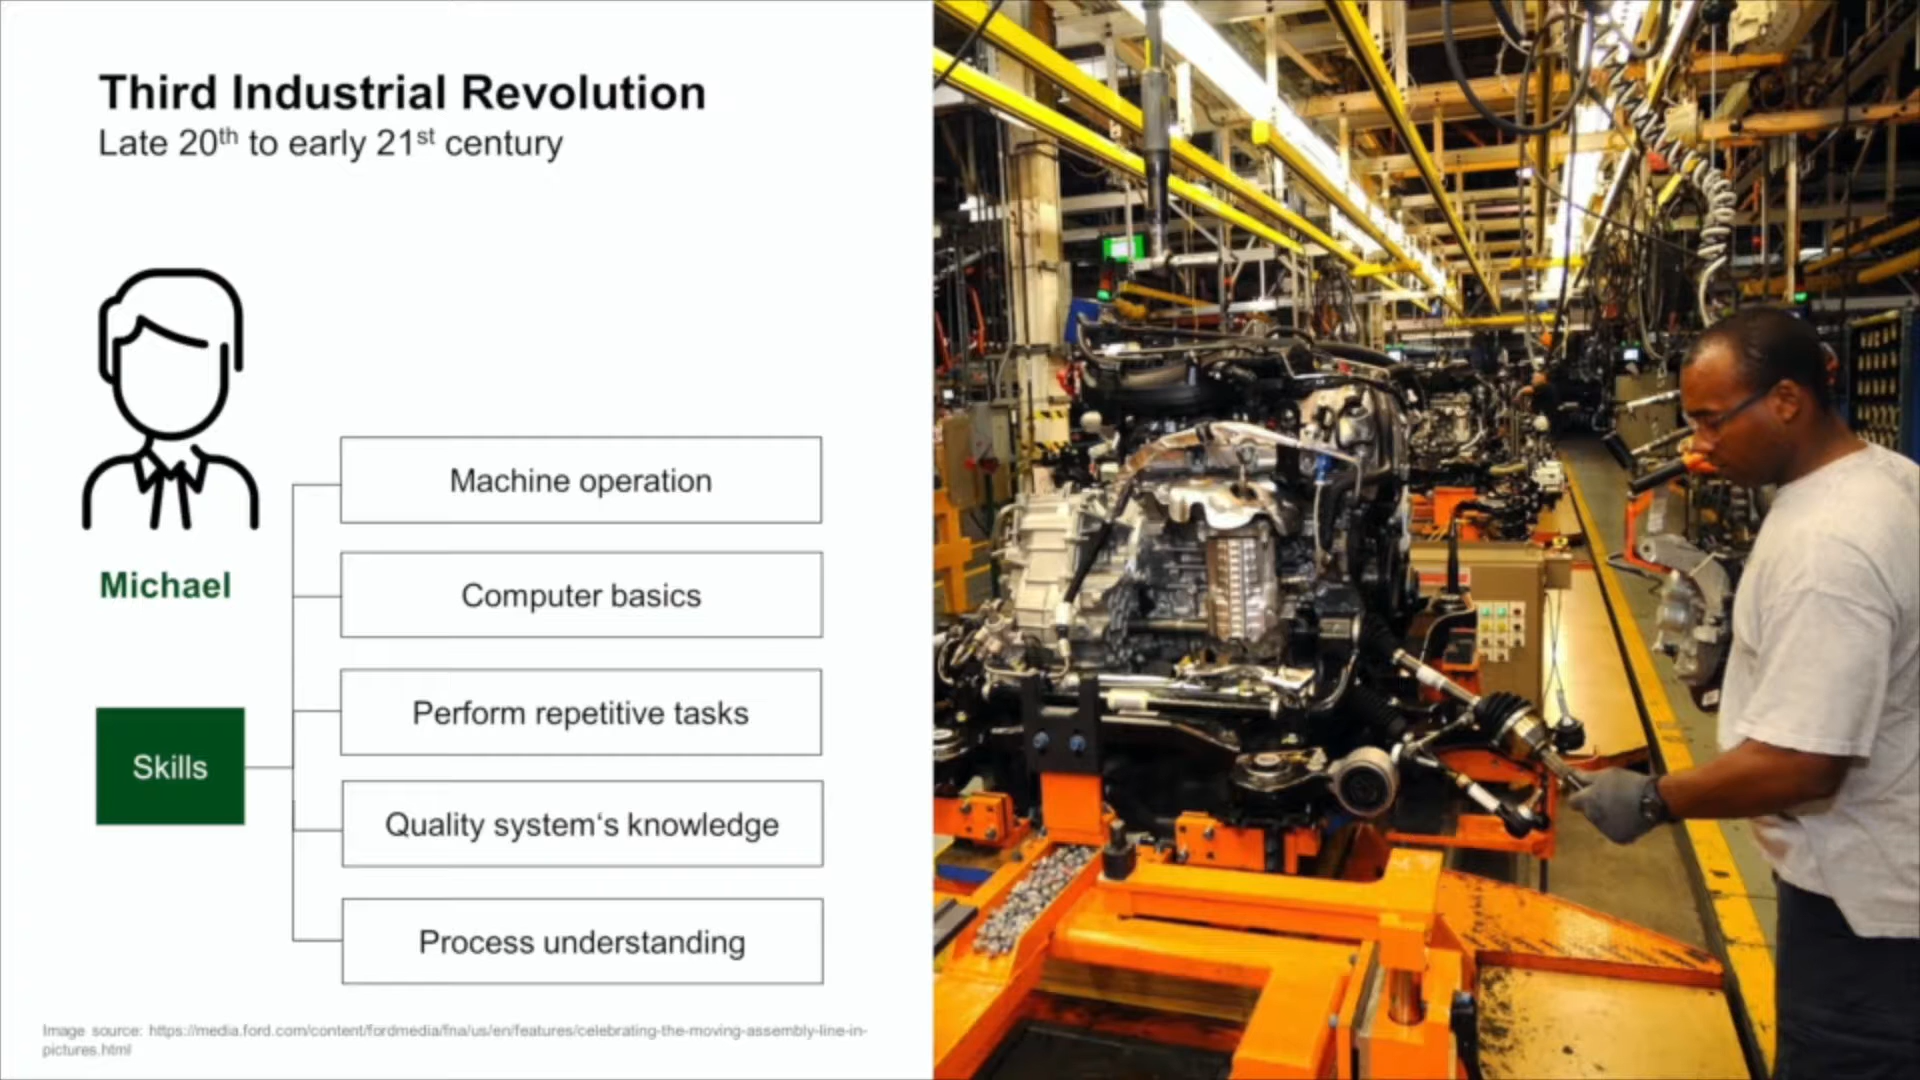 Third Industrial Revolution
Late 20th to early 21st century
Machine operation
Computer basics
Michael
Perform repetitive tasks
Skills
Quality system‘s knowledge
Process understanding
Image source: https://media.ford.com/content/fordmedia/fna/us/en/features/celebrating-the-moving-assembly-line-in-
pictures.html